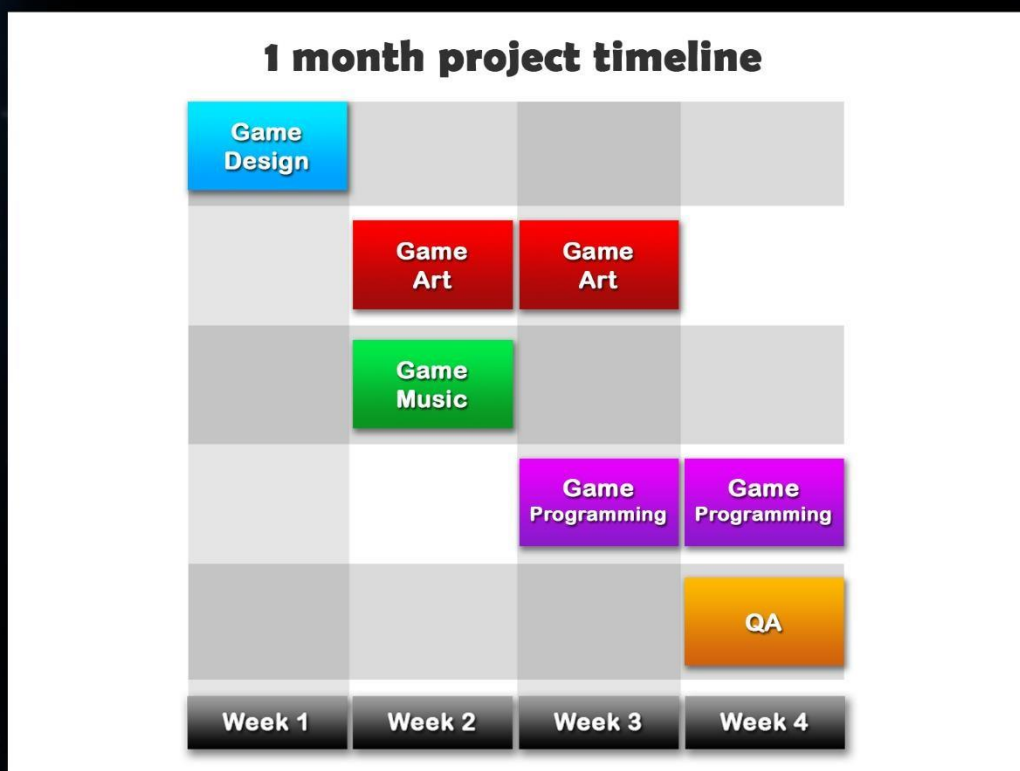 1 month project timeline
Game
Design
Game
Art
Game
Art
Game
Music
Game
Programming
Game
Programming
QA
Week 1
Week 2
Week 3
Week 4